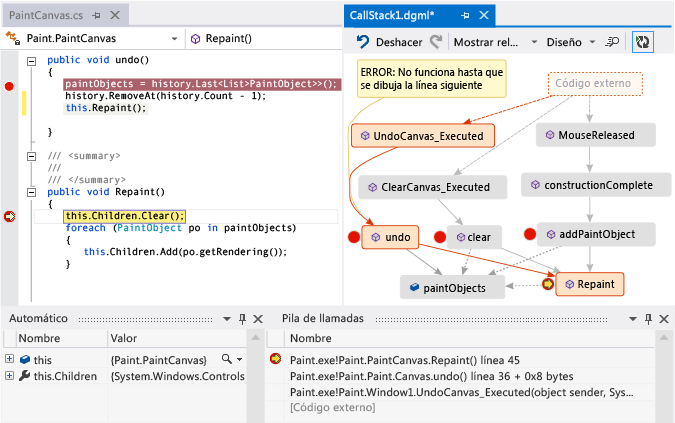 PaintCanvas.cs
Paint.PaintCanvas
Repaint()
public void undo()
{
paintObjects = history.Last<List>PaintObject>>();
history.RemoveAt(history.Count - 1);
this.Repaint();
}
/// <summary>
///
/// </summary>
public void Repaint()
{
this.Children.Clear();
foreach (PaintObject po in paintObjects)
{
this.Children.Add(po.getRendering());
}
CallStack1.dgml*
Deshacer
Mostrar rel...
Diseño
ERROR: No funciona hasta que
se dibuja la línea siguiente
Código externo
UndoCanvas_Executed
MouseReleased
ClearCanvas_Executed
constructionComplete
undo
clear
addPaintObject
paintObjects
Repaint
Automático
Nombre
Valor
this
{Paint.PaintCanvas}
this.Children
{System.Windows.Controls
Pila de llamadas
Nombre
Paint.exe!Paint.PaintCanvas.Repaint() línea 45
Paint.exe!Paint.PaintCanvas.undo() línea 36 + 0x8 bytes
Paint.exe!Paint.Window1.UndoCanvas_Executed(object sender, Sys...
[Código externo]